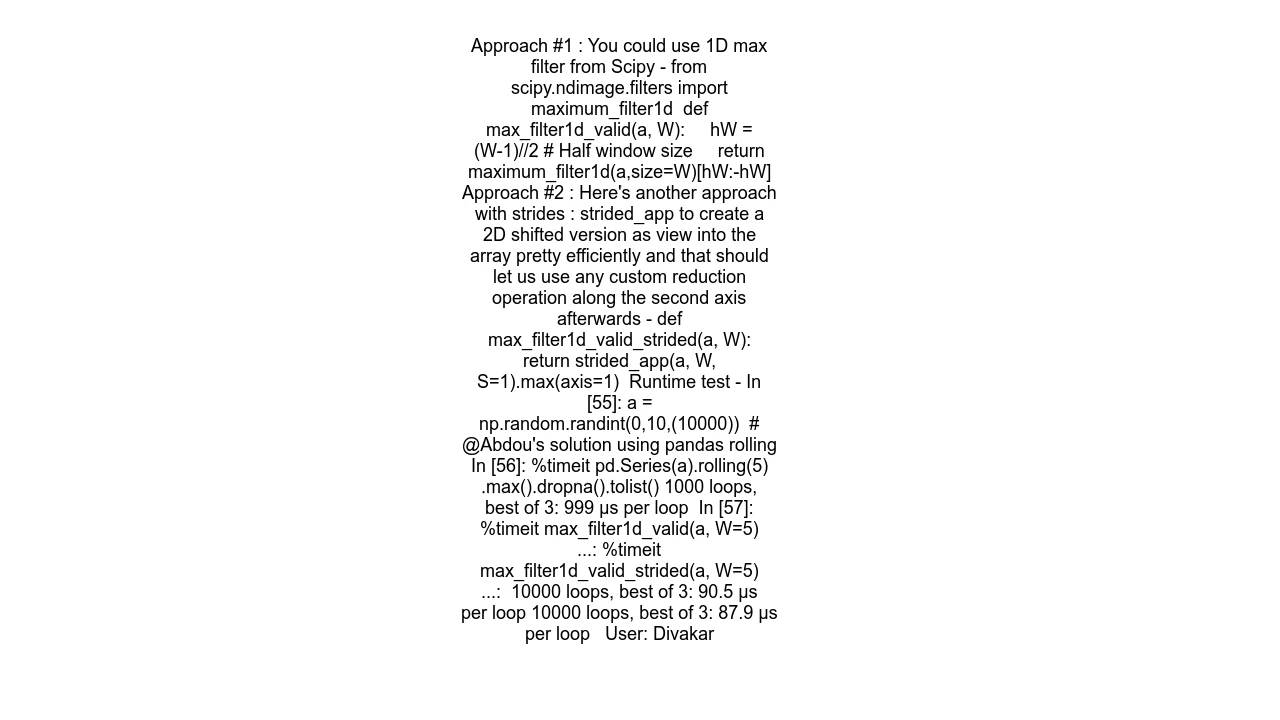 Approach #1 : You could use 1D max
filter from Scipy - from
scipy.ndimage.filters import
maximum_filter1d  def
max_filter1d_valid(a, W):     hW =
(W-1)//2 # Half window size     return
maximum_filter1d(a,size=W)[hW:-hW]
Approach #2 : Here's another approach
with strides : strided_app to create a
2D shifted version as view into the
array pretty efficiently and that should
let us use any custom reduction
operation along the second axis
afterwards - def
max_filter1d_valid_strided(a, W):
return strided_app(a, W,
S=1).max(axis=1)  Runtime test - In
[55]: a =
np.random.randint(0,10,(10000))  #
@Abdou's solution using pandas rolling
In [56]: %timeit pd.Series(a).rolling(5)
.max().dropna().tolist() 1000 loops,
best of 3: 999 µs per loop  In [57]:
%timeit max_filter1d_valid(a, W=5)
...: %timeit
max_filter1d_valid_strided(a, W=5)
...:  10000 loops, best of 3: 90.5 µs
per loop 10000 loops, best of 3: 87.9 µs
per loop   User: Divakar